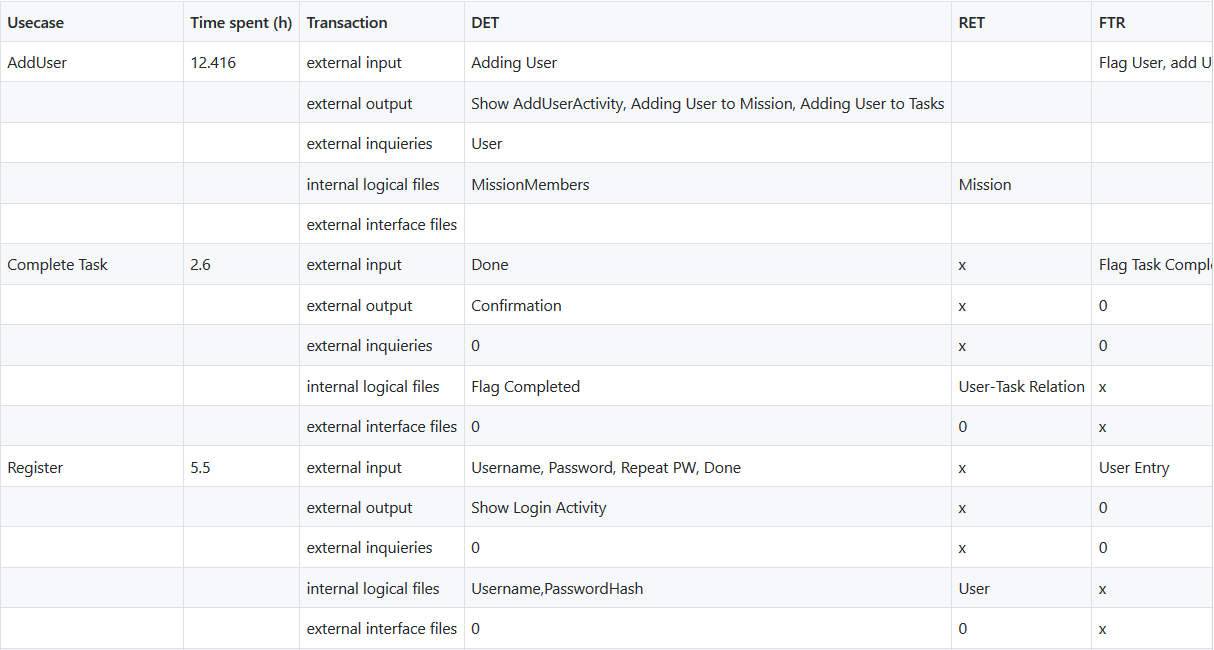 Usecase Time spent (h) Transaction DET RET FTR
AddUser 12.416 external input Adding User Flag User, add U
external output Show AddUserActivity, Adding User to Mission, Adding User to Tasks
external inquieries User
internal logical files MissionMembers Mission
external interface files
Complete Task 2.6 external input Done x Flag Task Compl
external output Confirmation x 0
external inquieries 0 x 0
internal logical files Flag Completed User-Task Relation x
external interface files 0 0 x
Register 5.5 external input Username, Password, Repeat PW, Done x User Entry
external output Show Login Activity x 0
external inquieries 0 x 0
internal logical files Username,PasswordHash User x
external interface files 0 0 x